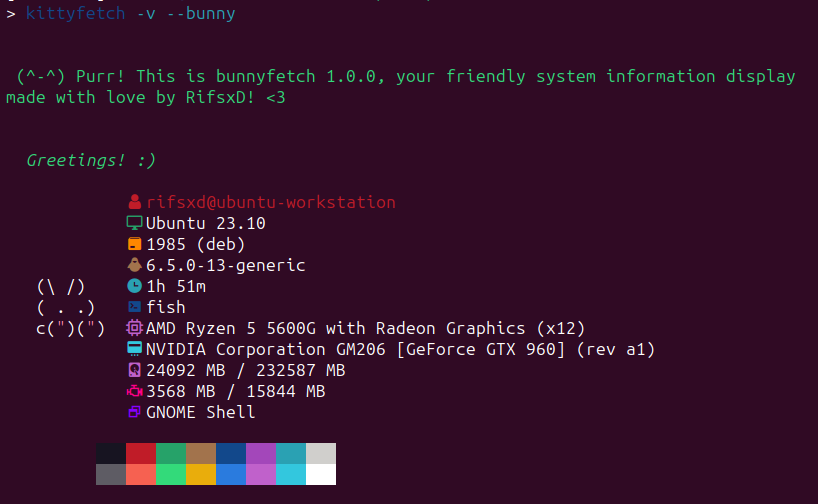 > kittyfetch -v --bunny
(^-^) Purr! This is bunnyfetch 1.0.0, your friendly system information display
made with love by RifsxD! <3
Greetings! :)
rifsxd@ubuntu-workstation
Ubuntu 23.10
1985 (deb)
6.5.0-13-generic
(\ /) 1h 51m
( . .) fish
c(")(") AMD Ryzen 5 5600G with Radeon Graphics (x12)
NVIDIA Corporation GM206 [GeForce GTX 960] (rev a1)
24092 MB / 232587 MB
3568 MB / 15844 MB
GNOME Shell